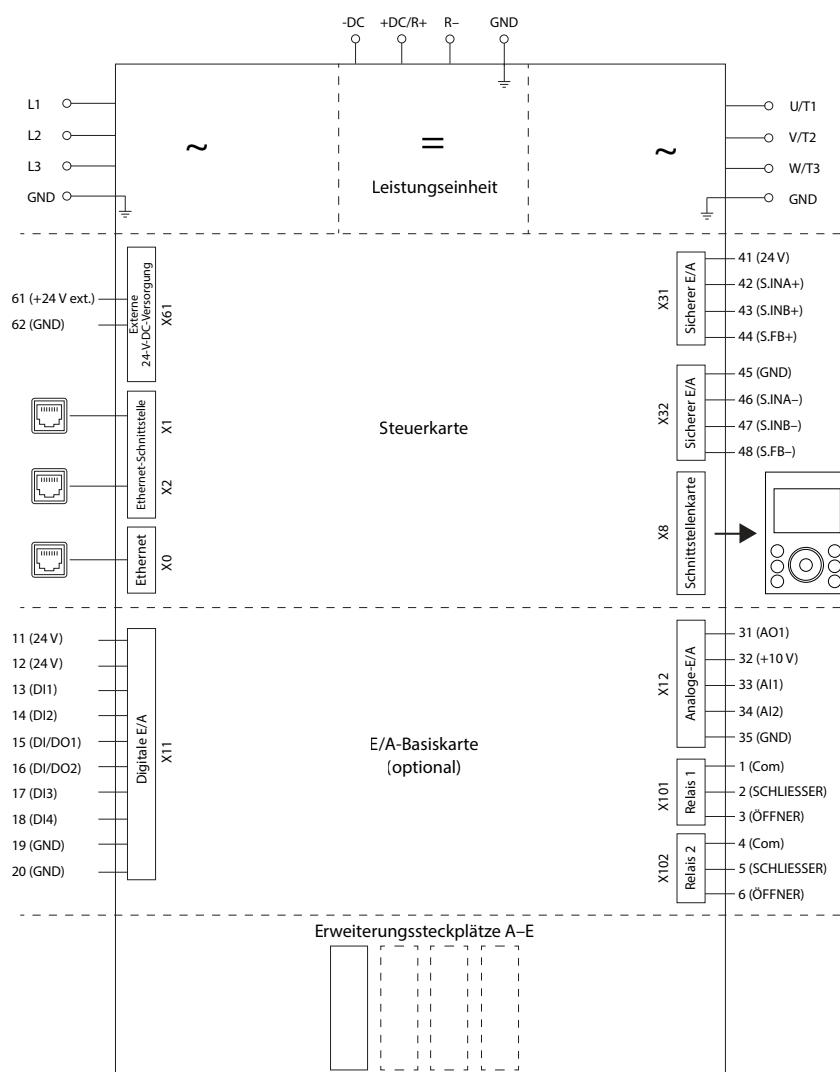 -DC +DC/R+ R– GND
L1
L2
L3
GND
~
=
~
Leistungseinheit
U/T1
V/T2
W/T3
GND
61 (+24 V ext.)
62 (GND)
Externe
24-V-DC-Versorgung
X61
Ethernet-Schnittstelle
X1
X2
Ethernet
X0
Steuerkarte
X31
Sicherer E/A
41 (24 V)
42 (S.INA+)
43 (S.INB+)
44 (S.FB+)
X32
Sicherer E/A
45 (GND)
46 (S.INA–)
47 (S.INB–)
48 (S.FB–)
X8
Schnittstellenkarte
11 (24 V)
12 (24 V)
13 (DI1)
14 (DI2)
15 (DI/DO1)
16 (DI/DO2)
17 (DI3)
18 (DI4)
19 (GND)
20 (GND)
Digitale E/A
X11
E/A-Basiskarte
(optional)
X12
Analoge-E/A
31 (AO1)
32 (+10 V)
33 (AI1)
34 (AI2)
35 (GND)
X101
Relais 1
1 (Com)
2 (SCHLIESSER)
3 (ÖFFNER)
X102
Relais 2
4 (Com)
5 (SCHLIESSER)
6 (ÖFFNER)
Erweiterungssteckplätze A–E